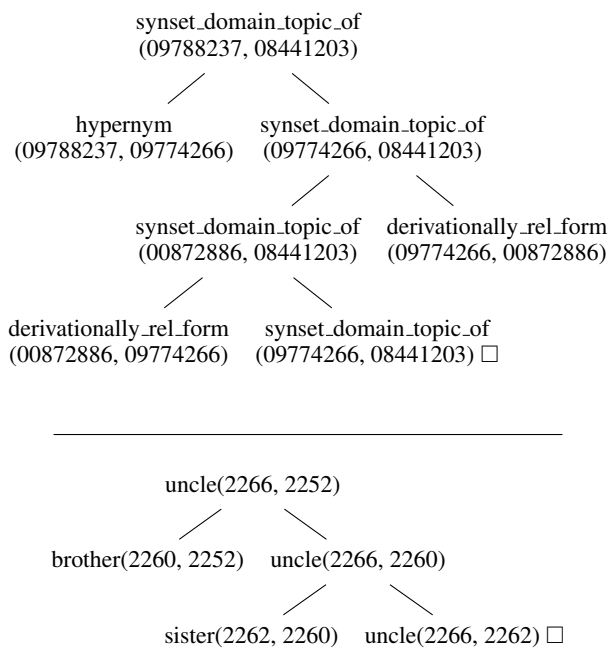 synset_domain_topic_of
(09788237, 08441203)
hypernym
(09788237, 09774266)
synset_domain_topic_of
(09774266, 08441203)
synset_domain_topic_of
(00872886, 08441203)
derivationally_rel_form
(09774266, 00872886)
derivationally_rel_form
(00872886, 09774266)
synset_domain_topic_of
(09774266, 08441203) □
uncle(2266, 2252)
brother(2260, 2252) uncle(2266, 2260)
sister(2262, 2260) uncle(2266, 2262) □